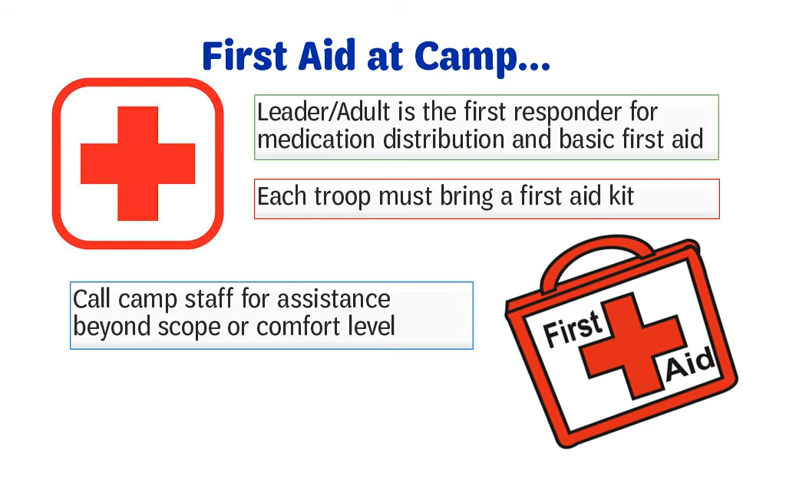 First Aid at Camp...
Leader/Adult is the first responder for
medication distribution and basic first aid
Each troop must bring a first aid kit
Call camp staff for assistance
beyond scope or comfort level
First
Aid